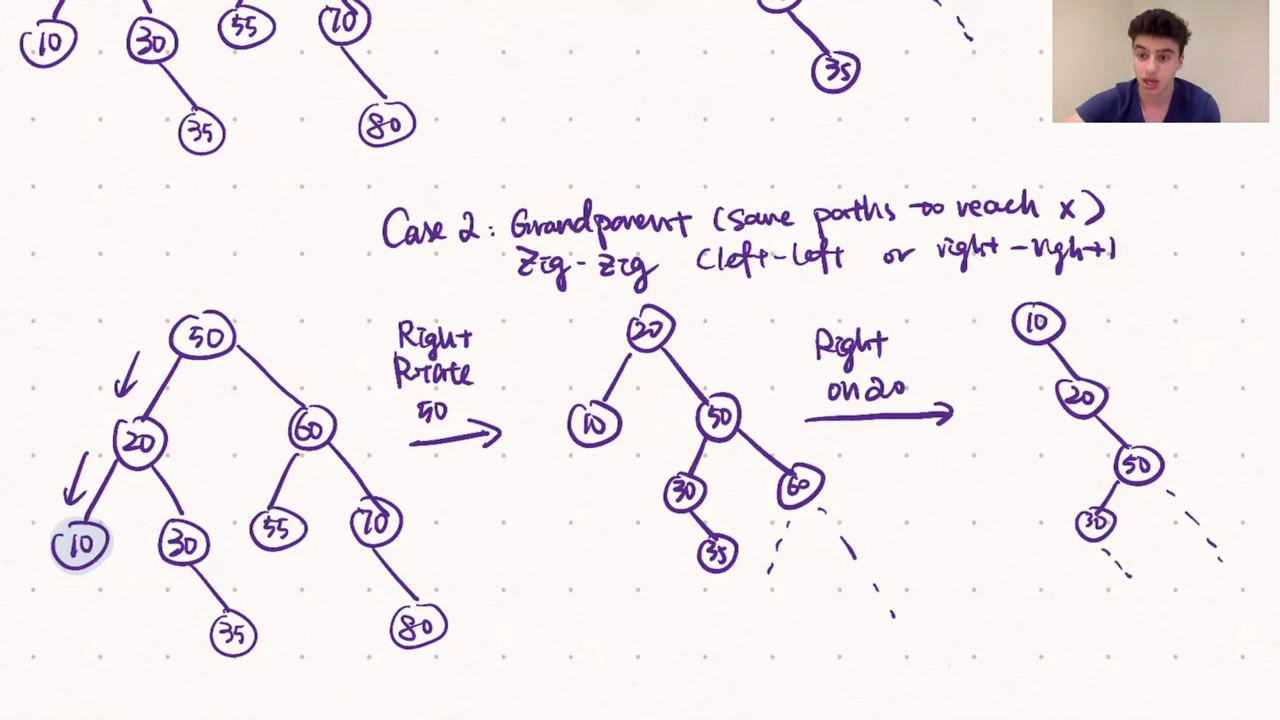 10 30 55 70
35 80
35
Case 2: Grandparent (same paths to reach x)
Zig-Zig (left-left or right-right)
50
20 60
10 30 55 70
35 80
Right
Rotate
50
20
10 50
30 60
35
Right
on 20
10
20
50
30